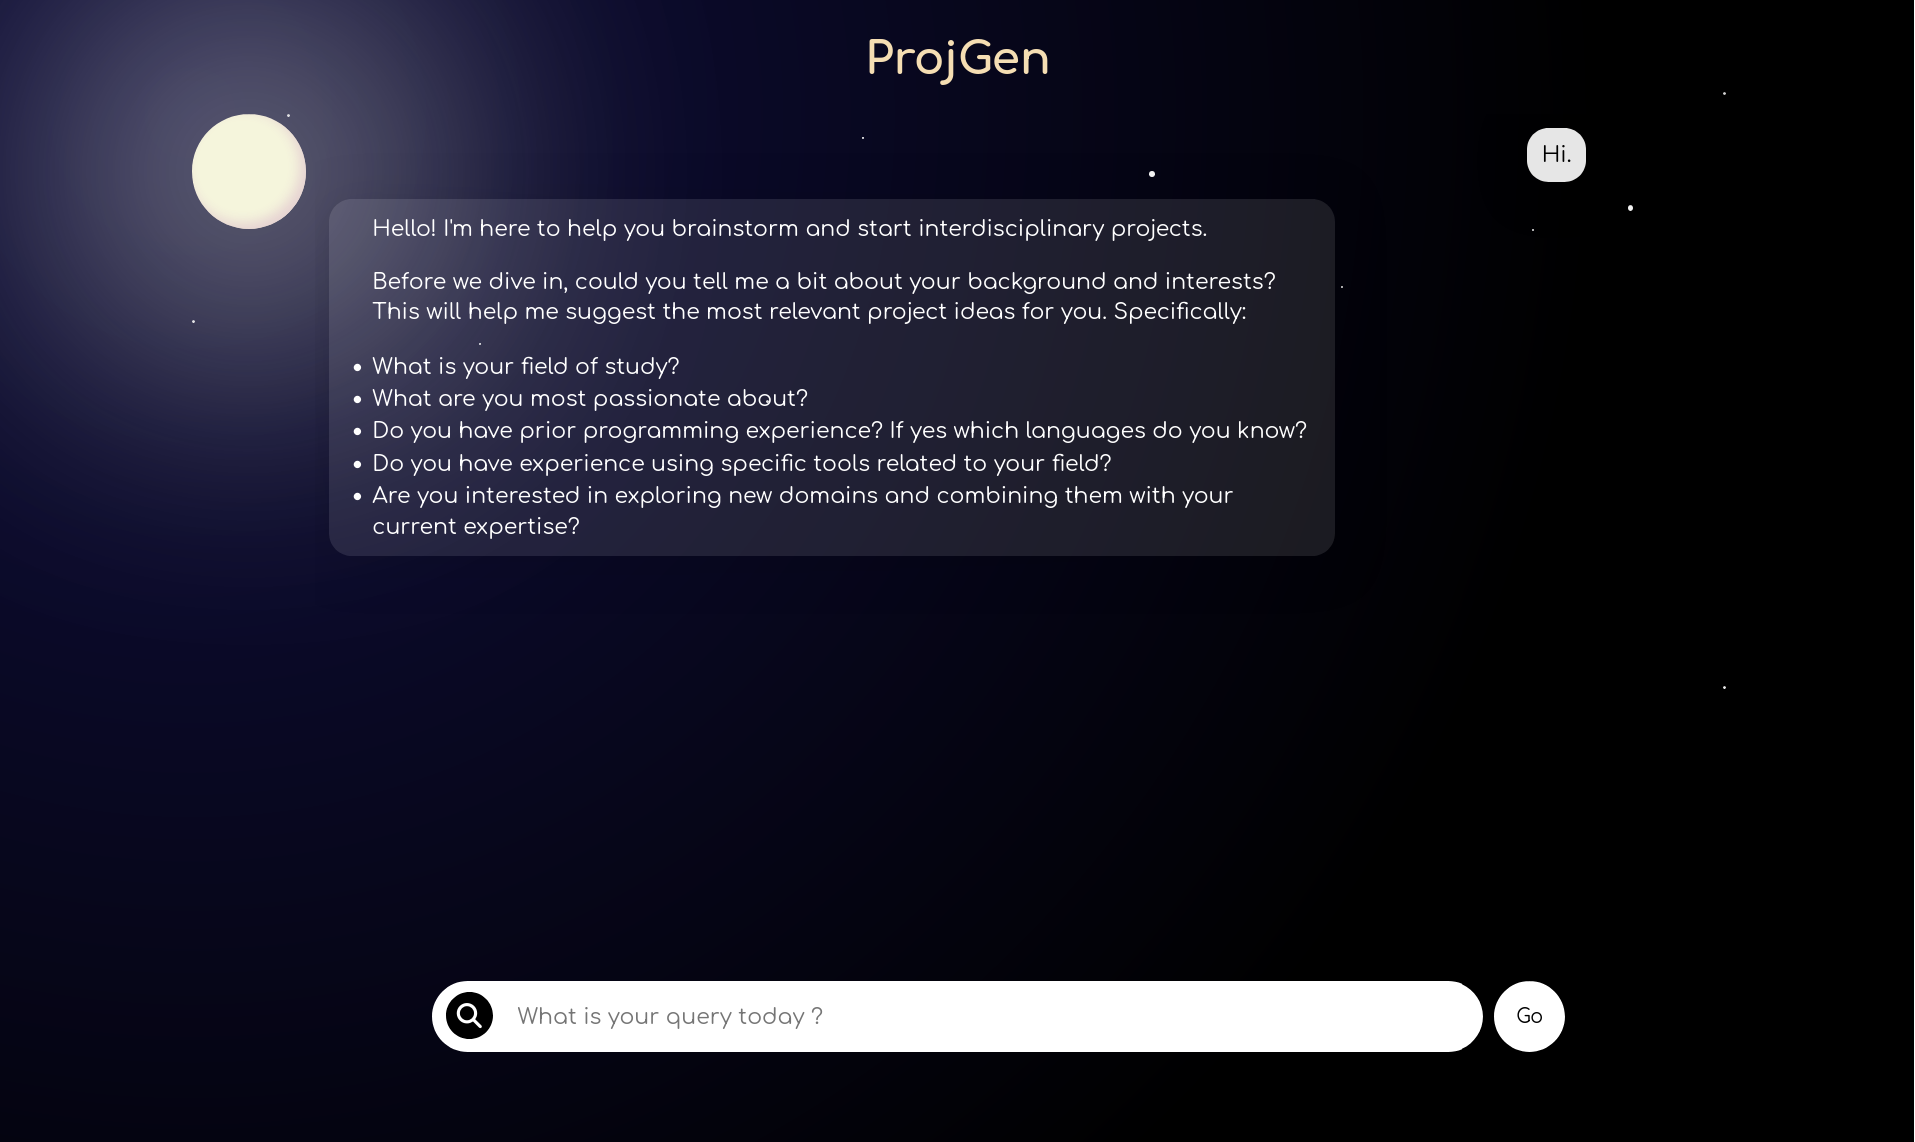 ProjGen
Hi.
Hello! I'm here to help you brainstorm and start interdisciplinary projects.
Before we dive in, could you tell me a bit about your background and interests?
This will help me suggest the most relevant project ideas for you. Specifically:
• What is your field of study?
• What are you most passionate about?
• Do you have prior programming experience? If yes which languages do you know?
• Do you have experience using specific tools related to your field?
• Are you interested in exploring new domains and combining them with your
current expertise?
What is your query today ?
Go